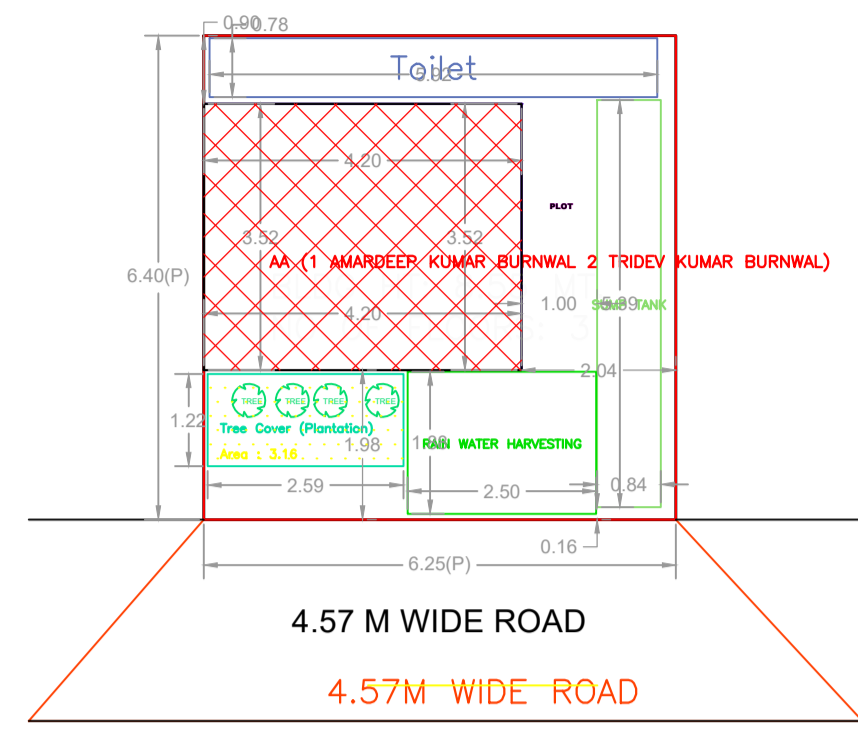 0.90
0.78
Toilet
5.92
4.20
PLOT
3.52
3.52
AA (1 AMARDEEP KUMAR BURNWAL 2 TRIDEV KUMAR BURNWAL)
6.40(P)
1.00
TANK
4.20
2.04
TREE TREE TREE TREE
1.22
Tree Cover (Plantation)
1.98
RAIN WATER HARVESTING
Area : 3.16
2.59
2.50
0.84
0.16
6.25(P)
4.57 M WIDE ROAD
4.57M WIDE ROAD